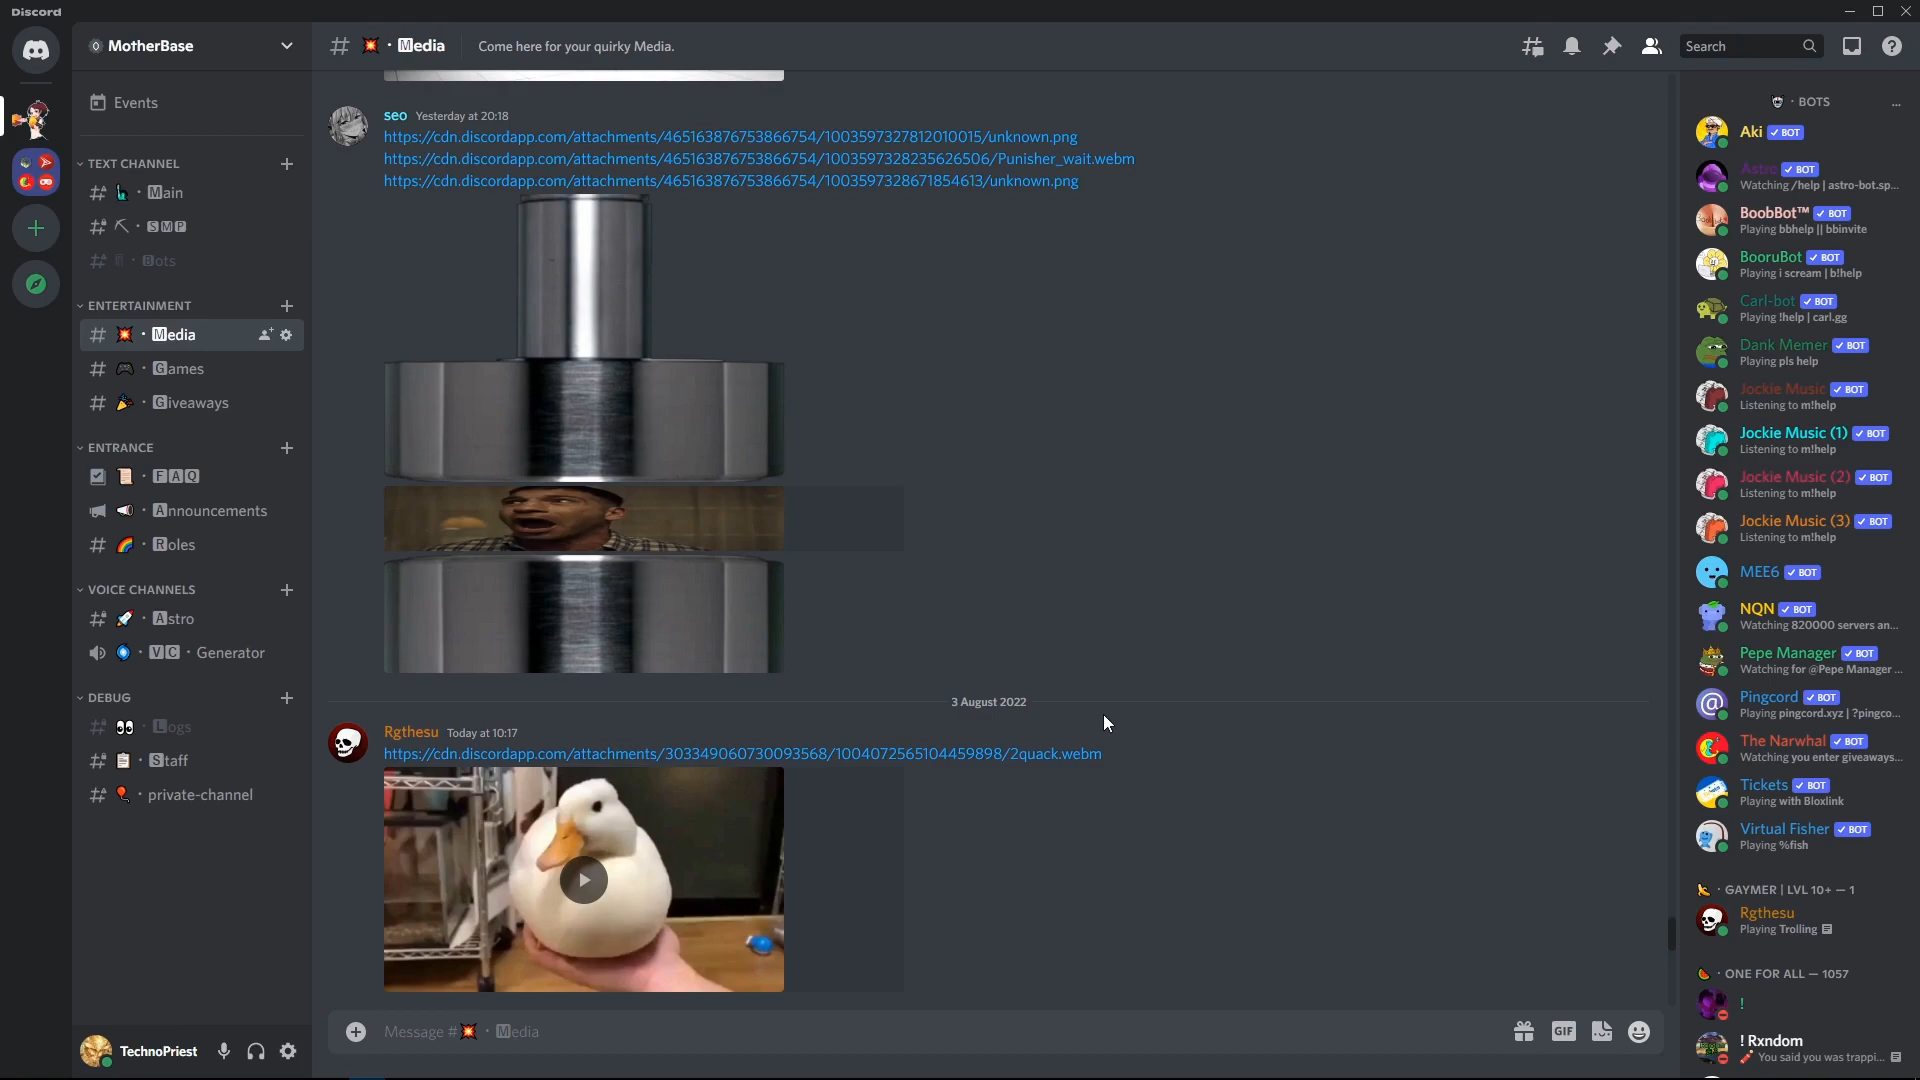 Discord
MotherBase
Events
TEXT CHANNEL
Main
SMP
Bots
ENTERTAINMENT
Media
Games
Giveaways
ENTRANCE
FAQ
Announcements
Roles
VOICE CHANNELS
Astro
VC · Generator
DEBUG
Logs
Staff
private-channel
TechnoPriest
# 💥 · Media
Come here for your quirky Media.
Search
seo Yesterday at 20:18
https://cdn.discordapp.com/attachments/465163876753866754/1003597327812010015/unknown.png
https://cdn.discordapp.com/attachments/465163876753866754/1003597328235626506/Punisher_wait.webm
https://cdn.discordapp.com/attachments/465163876753866754/1003597328671854613/unknown.png
3 August 2022
Rgthesu Today at 10:17
https://cdn.discordapp.com/attachments/303349060730093568/1004072565104459898/2quack.webm
Message #💥 · Media
GIF
· BOTS ...
Aki ✓ BOT
Astro ✓ BOT
Watching /help | astro-bot.sp...
BoobBot™ ✓ BOT
Playing bbhelp || bbinvite
BooruBot ✓ BOT
Playing i scream | b!help
Carl-bot ✓ BOT
Playing !help | carl.gg
Dank Memer ✓ BOT
Playing pls help
Jockie Music ✓ BOT
Listening to m!help
Jockie Music (1) ✓ BOT
Listening to m!help
Jockie Music (2) ✓ BOT
Listening to m!help
Jockie Music (3) ✓ BOT
Listening to m!help
MEE6 ✓ BOT
NQN ✓ BOT
Watching 820000 servers an...
Pepe Manager ✓ BOT
Watching for @Pepe Manager ...
Pingcord ✓ BOT
Playing pingcord.xyz | ?pingco...
The Narwhal ✓ BOT
Watching you enter giveaways...
Tickets ✓ BOT
Playing with Bloxlink
Virtual Fisher ✓ BOT
Playing %fish
· GAYMER | LVL 10+ — 1
Rgthesu
Playing Trolling
· ONE FOR ALL — 1057
!
! Rxndom
You said you was trappi...